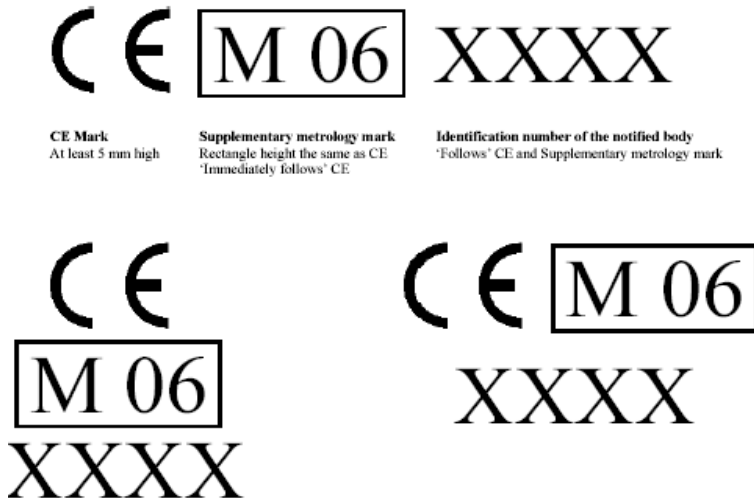 CE M 06 XXXX
CE Mark Supplementary metrology mark Identification number of the notified body
At least 5 mm high Rectangle height the same as CE ‘Follows’ CE and Supplementary metrology mark
‘Immediately follows’ CE
CE
M 06
XXXX
CE M 06
XXXX